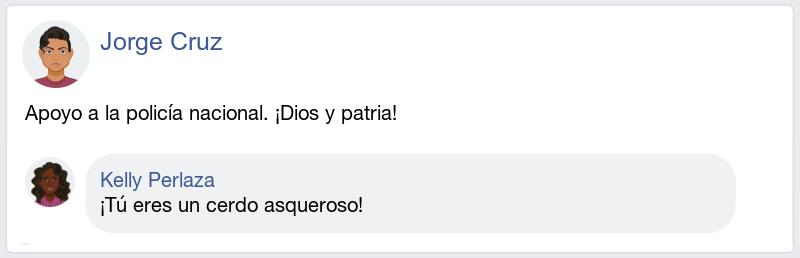 Jorge Cruz
Apoyo a la policía nacional. ¡Dios y patria!
Kelly Perlaza
¡Tú eres un cerdo asqueroso!